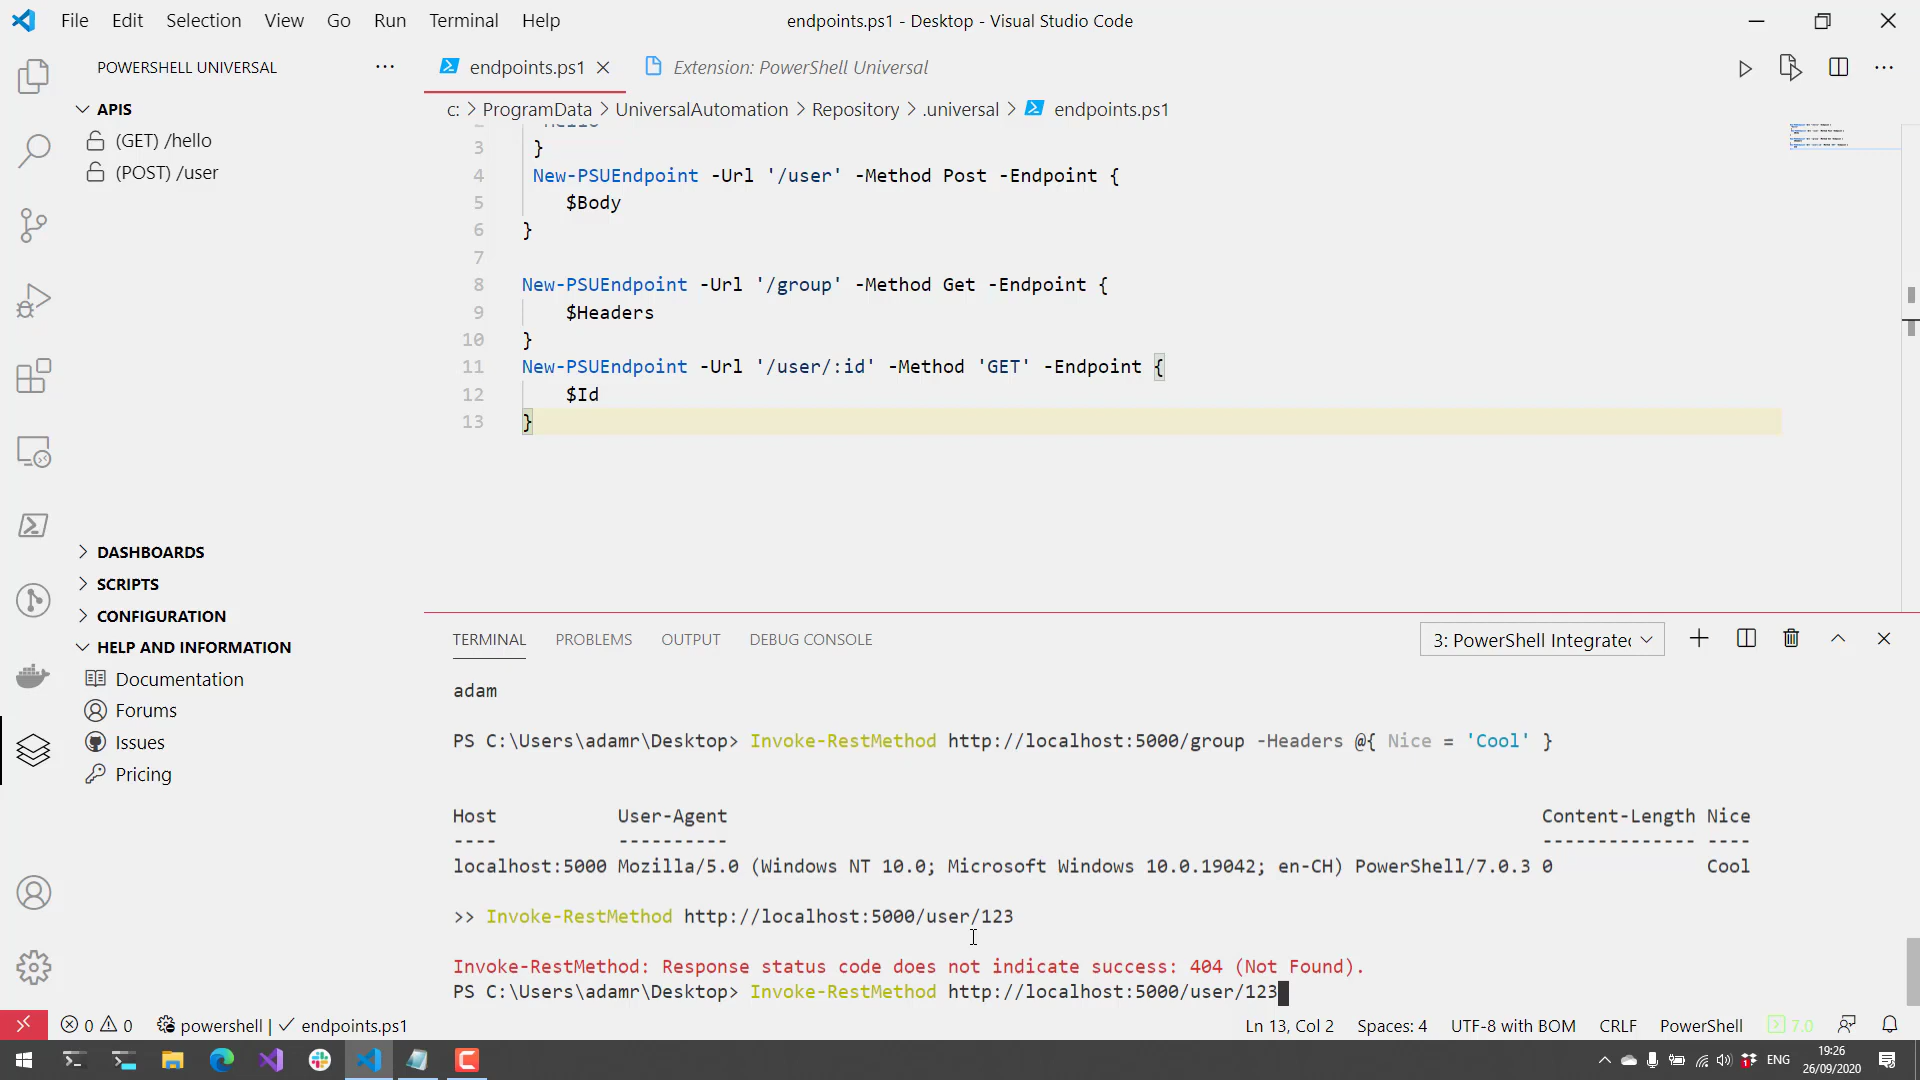 File Edit Selection View Go Run Terminal Help
endpoints.ps1 - Desktop - Visual Studio Code
POWERSHELL UNIVERSAL
endpoints.ps1
Extension: PowerShell Universal
c: > ProgramData > UniversalAutomation > Repository > .universal > endpoints.ps1
APIS
(GET) /hello
(POST) /user
3 }
4 New-PSUEndpoint -Url '/user' -Method Post -Endpoint {
5 $Body
6 }
7
8 New-PSUEndpoint -Url '/group' -Method Get -Endpoint {
9 $Headers
10 }
11 New-PSUEndpoint -Url '/user/:id' -Method 'GET' -Endpoint {
12 $Id
13 }
DASHBOARDS
SCRIPTS
CONFIGURATION
HELP AND INFORMATION
Documentation
Forums
Issues
Pricing
TERMINAL PROBLEMS OUTPUT DEBUG CONSOLE
3: PowerShell Integrated
adam
PS C:\Users\adamr\Desktop> Invoke-RestMethod http://localhost:5000/group -Headers @{ Nice = 'Cool' }
Host User-Agent Content-Length Nice
---- ---------- -------------- ----
localhost:5000 Mozilla/5.0 (Windows NT 10.0; Microsoft Windows 10.0.19042; en-CH) PowerShell/7.0.3 0 Cool
>> Invoke-RestMethod http://localhost:5000/user/123
Invoke-RestMethod: Response status code does not indicate success: 404 (Not Found).
PS C:\Users\adamr\Desktop> Invoke-RestMethod http://localhost:5000/user/123
0 0 powershell | endpoints.ps1
Ln 13, Col 2 Spaces: 4 UTF-8 with BOM CRLF PowerShell 7.0
ENG
19:26
26/09/2020